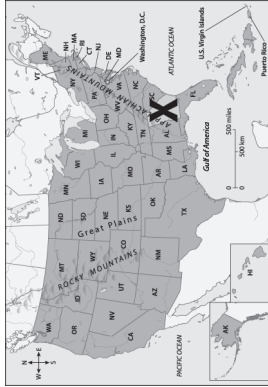 N
W E
S
WA
OR
CA
NV
ID
MT
WY
UT
AZ
CO
NM
ND
SD
NE
KS
OK
TX
MN
IA
MO
AR
LA
WI
IL
MI
IN
OH
KY
TN
MS
AL
FL
SC
NC
VA
WV
PA
NY
VT
ME
NH
MA
RI
CT
NJ
DE
MD
Washington, D.C.
ROCKY MOUNTAINS
Great Plains
APPALACHIAN MOUNTAINS
X
PACIFIC OCEAN
ATLANTIC OCEAN
Gulf of America
AK
HI
0 500 miles
0 500 km
U.S. Virgin Islands
Puerto Rico